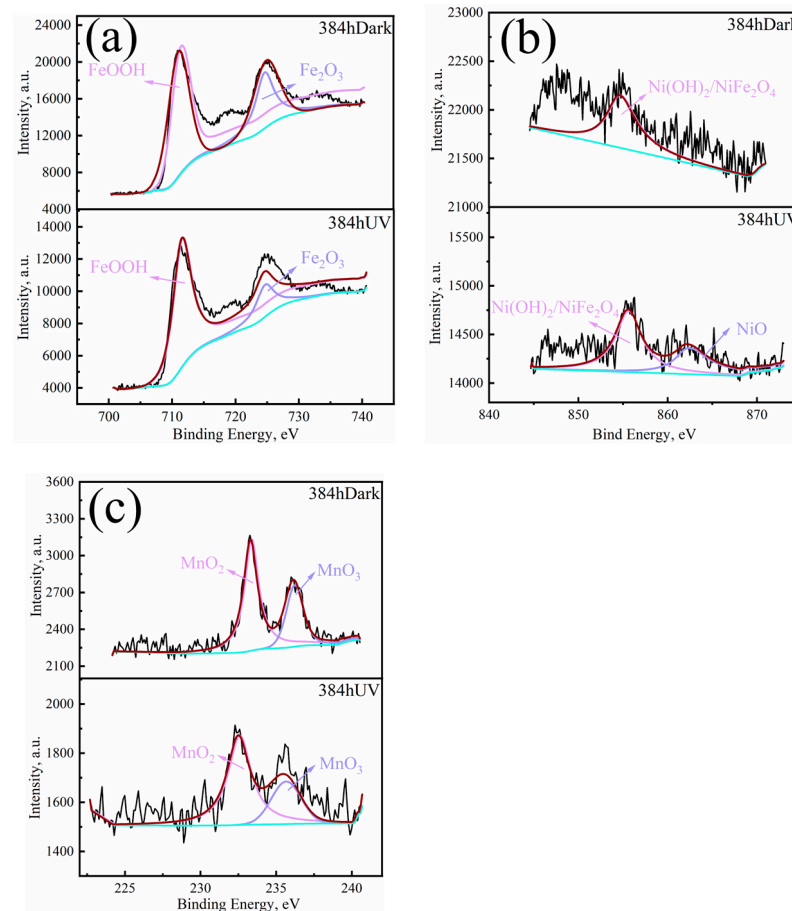 (a)
384hDark
FeOOH
Fe₂O₃
24000
20000
16000
12000
8000
4000
384hUV
FeOOH
Fe₂O₃
14000
12000
10000
8000
6000
4000
Intensity, a.u.
Intensity, a.u.
700 710 720 730 740
Binding Energy, eV
(b)
384hDark
Ni(OH)₂/NiFe₂O₄
23000
22500
22000
21500
21000
384hUV
Ni(OH)₂/NiFe₂O₄
NiO
15500
15000
14500
14000
Intensity, a.u.
Intensity, a.u.
840 850 860 870
Bind Energy, eV
(c)
384hDark
MnO₂
MnO₃
3600
3300
3000
2700
2400
2100
384hUV
MnO₂
MnO₃
2000
1800
1600
1400
Intensity, a.u.
Intensity, a.u.
225 230 235 240
Binding Energy, eV